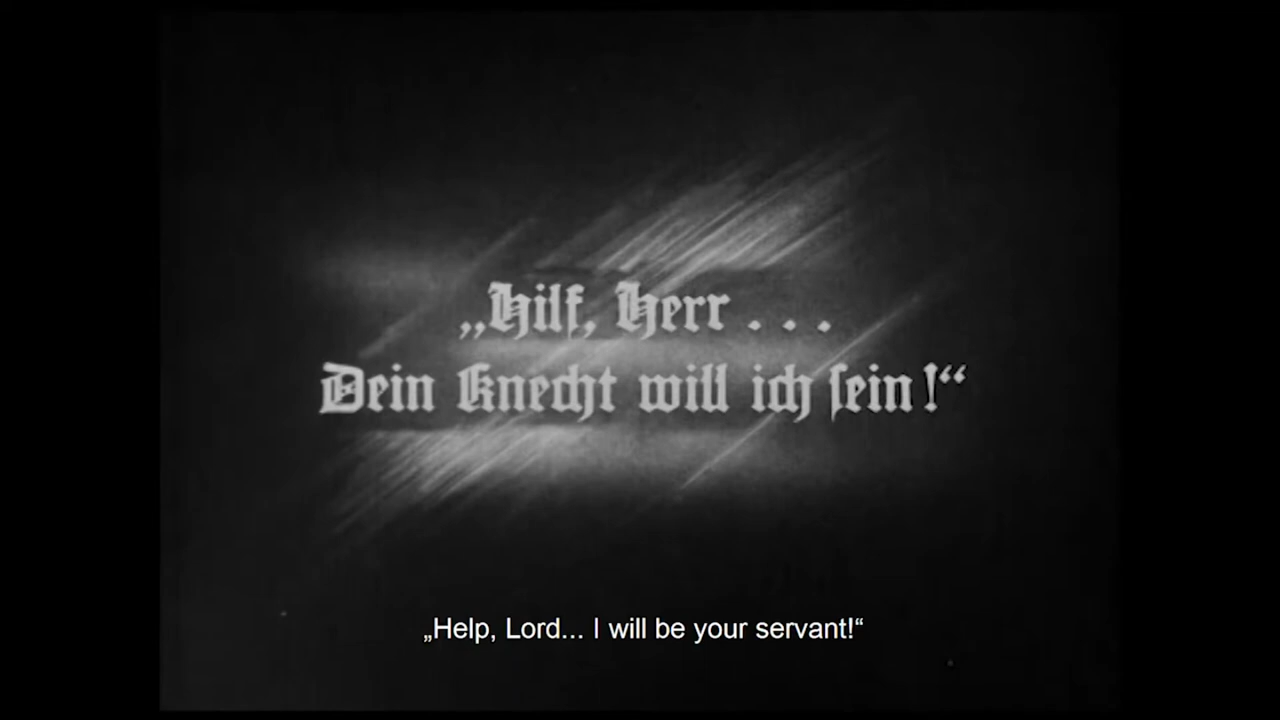 „Hilf, Herr . . .
Dein Knecht will ich sein!“
„Help, Lord... I will be your servant!“